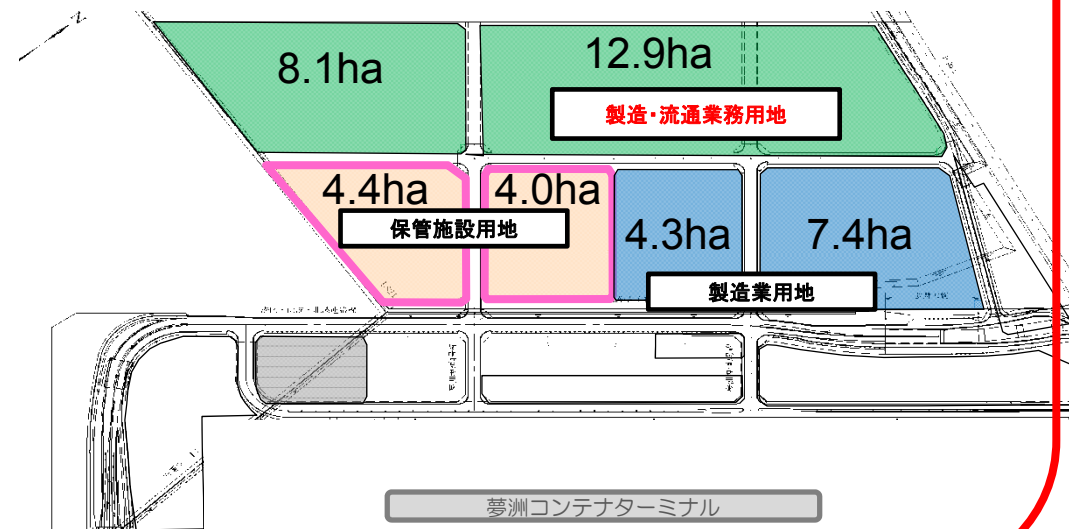 N
8.1ha
12.9ha
製造・流通業務用地
4.4ha
4.0ha
保管施設用地
4.3ha
7.4ha
製造業用地
夢洲コンテナターミナル